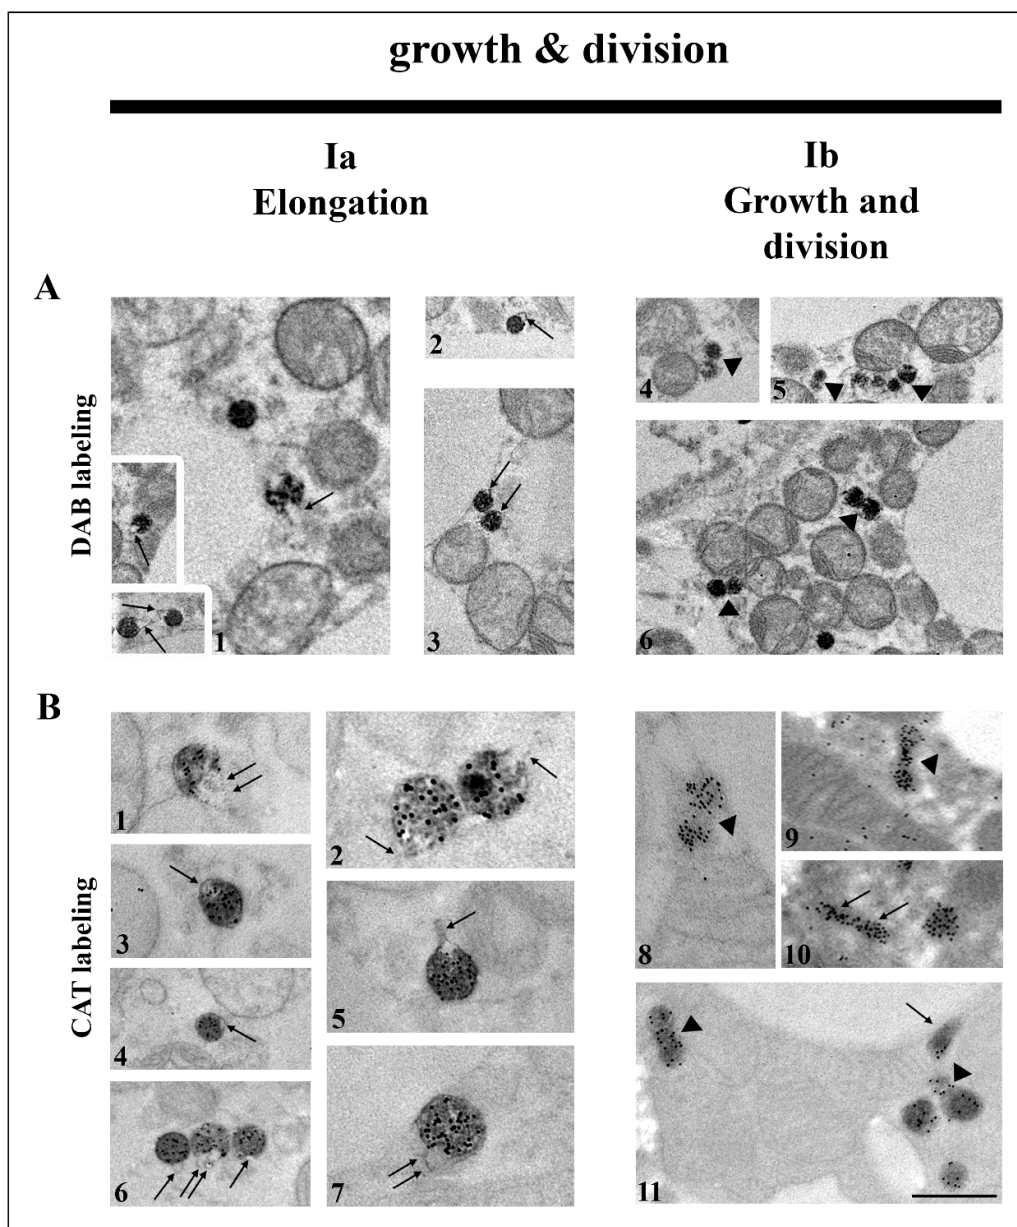 growth & division
Ia
Elongation
Ib
Growth and
division
A
DAB labeling
1
2
3
4
5
6
B
CAT labeling
1
2
3
4
5
6
7
8
9
10
11